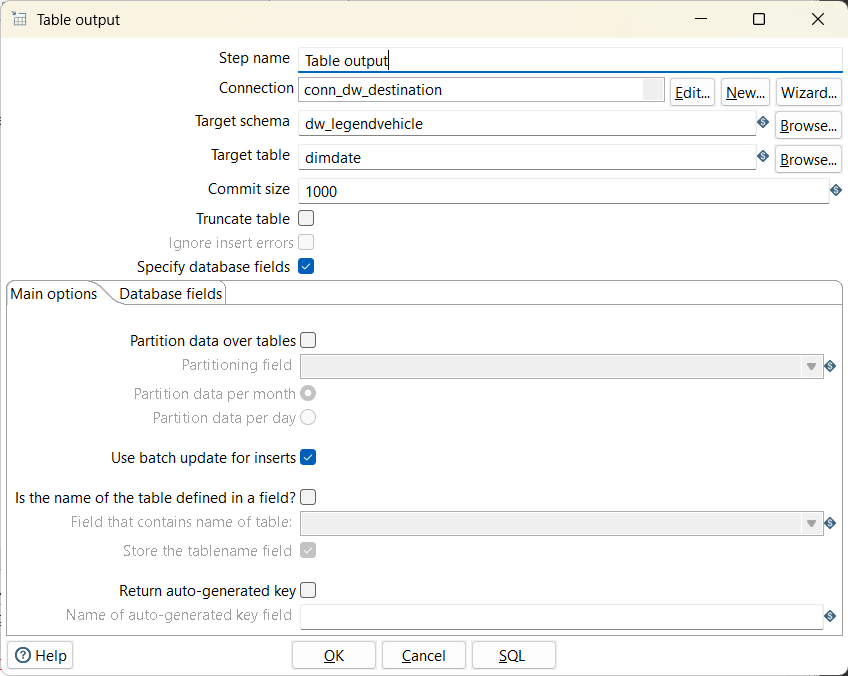 Table output
Step name Table output
Connection conn_dw_destination Edit... New... Wizard...
Target schema dw_legendvehicle Browse...
Target table dimdate Browse...
Commit size 1000
Truncate table
Ignore insert errors
Specify database fields
Main options Database fields
Partition data over tables
Partitioning field
Partition data per month
Partition data per day
Use batch update for inserts
Is the name of the table defined in a field?
Field that contains name of table:
Store the tablename field
Return auto-generated key
Name of auto-generated key field
Help OK Cancel SQL